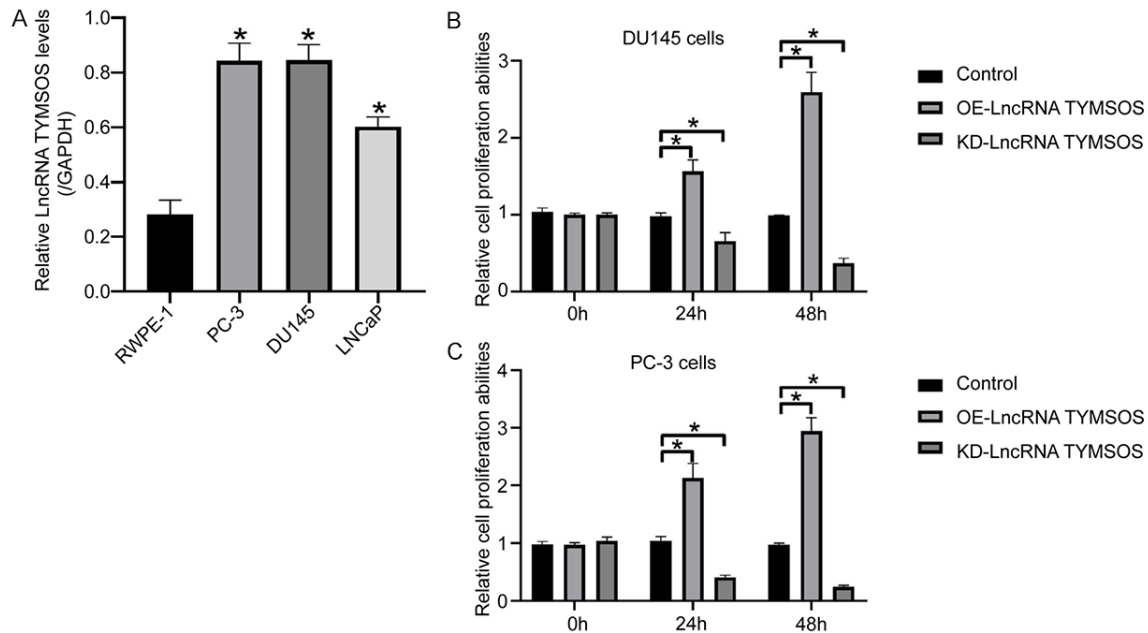 A
Relative LncRNA TYMSOS levels
(/GAPDH)
1.0
0.8
0.6
0.4
0.2
0.0
*
*
*
RWPE-1
PC-3
DU145
LNCaP
B
DU145 cells
Relative cell proliferation abilities
3
2
1
0
*
*
*
*
0h
24h
48h
Control
OE-LncRNA TYMSOS
KD-LncRNA TYMSOS
C
PC-3 cells
Relative cell proliferation abilities
4
3
2
1
0
*
*
*
*
0h
24h
48h
Control
OE-LncRNA TYMSOS
KD-LncRNA TYMSOS